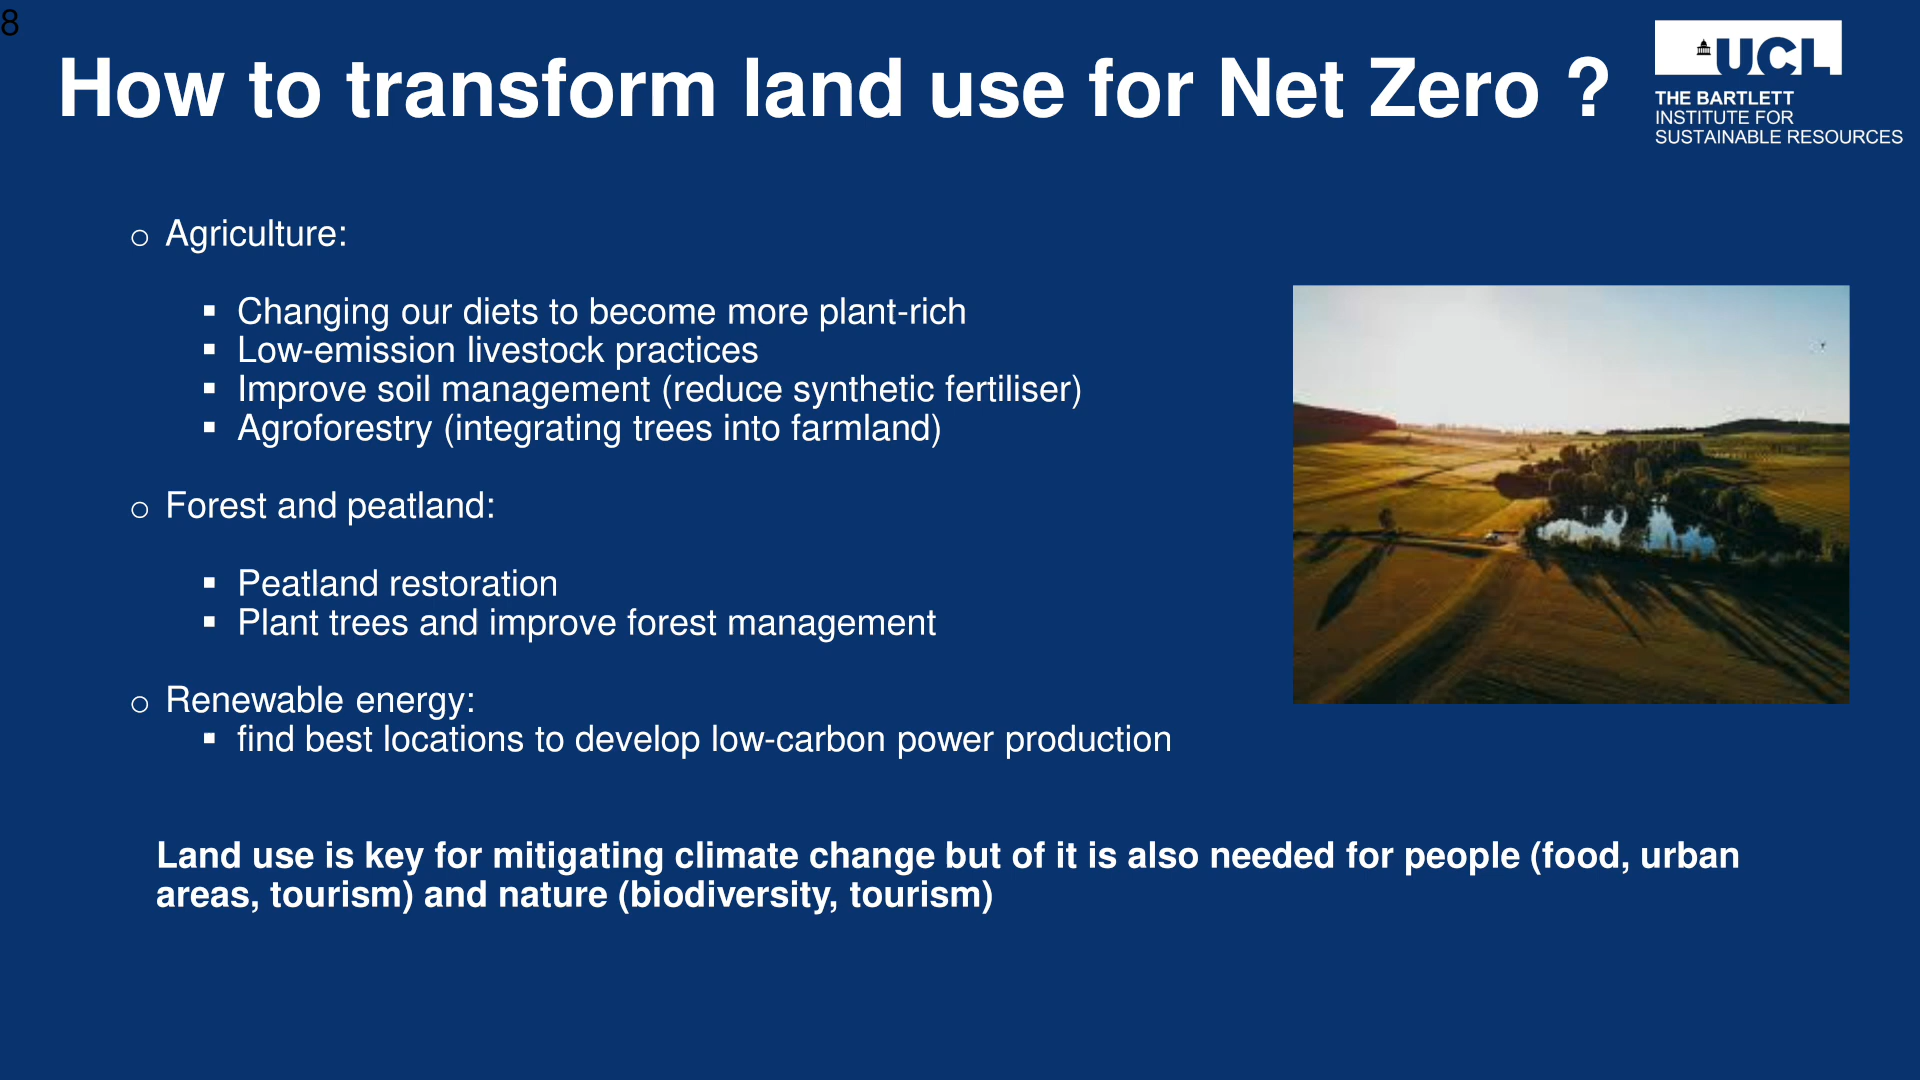 8
How to transform land use for Net Zero ?
UCL
THE BARTLETT
INSTITUTE FOR
SUSTAINABLE RESOURCES
o Agriculture:
▪ Changing our diets to become more plant-rich
▪ Low-emission livestock practices
▪ Improve soil management (reduce synthetic fertiliser)
▪ Agroforestry (integrating trees into farmland)
o Forest and peatland:
▪ Peatland restoration
▪ Plant trees and improve forest management
o Renewable energy:
▪ find best locations to develop low-carbon power production
Land use is key for mitigating climate change but of it is also needed for people (food, urban
areas, tourism) and nature (biodiversity, tourism)